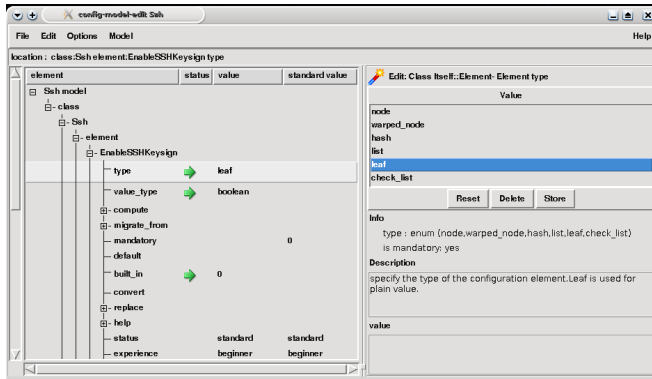 config-model-edit Ssh
File Edit Options Model Help
location : class:Ssh element:EnableSSHKeysign type
element status value standard value
Ssh model
class
Ssh
element
EnableSSHKeysign
type leaf
value_type boolean
compute
migrate_from
mandatory 0
default
built_in 0
convert
replace
help
status standard standard
experience beginner beginner
Edit: Class Itself::Element- Element type
Value
node
warped_node
hash
list
leaf
check_list
Reset Delete Store
Info
type : enum (node,warped_node,hash,list,leaf,check_list)
is mandatory: yes
Description
specify the type of the configuration element.Leaf is used for
plain value.
value